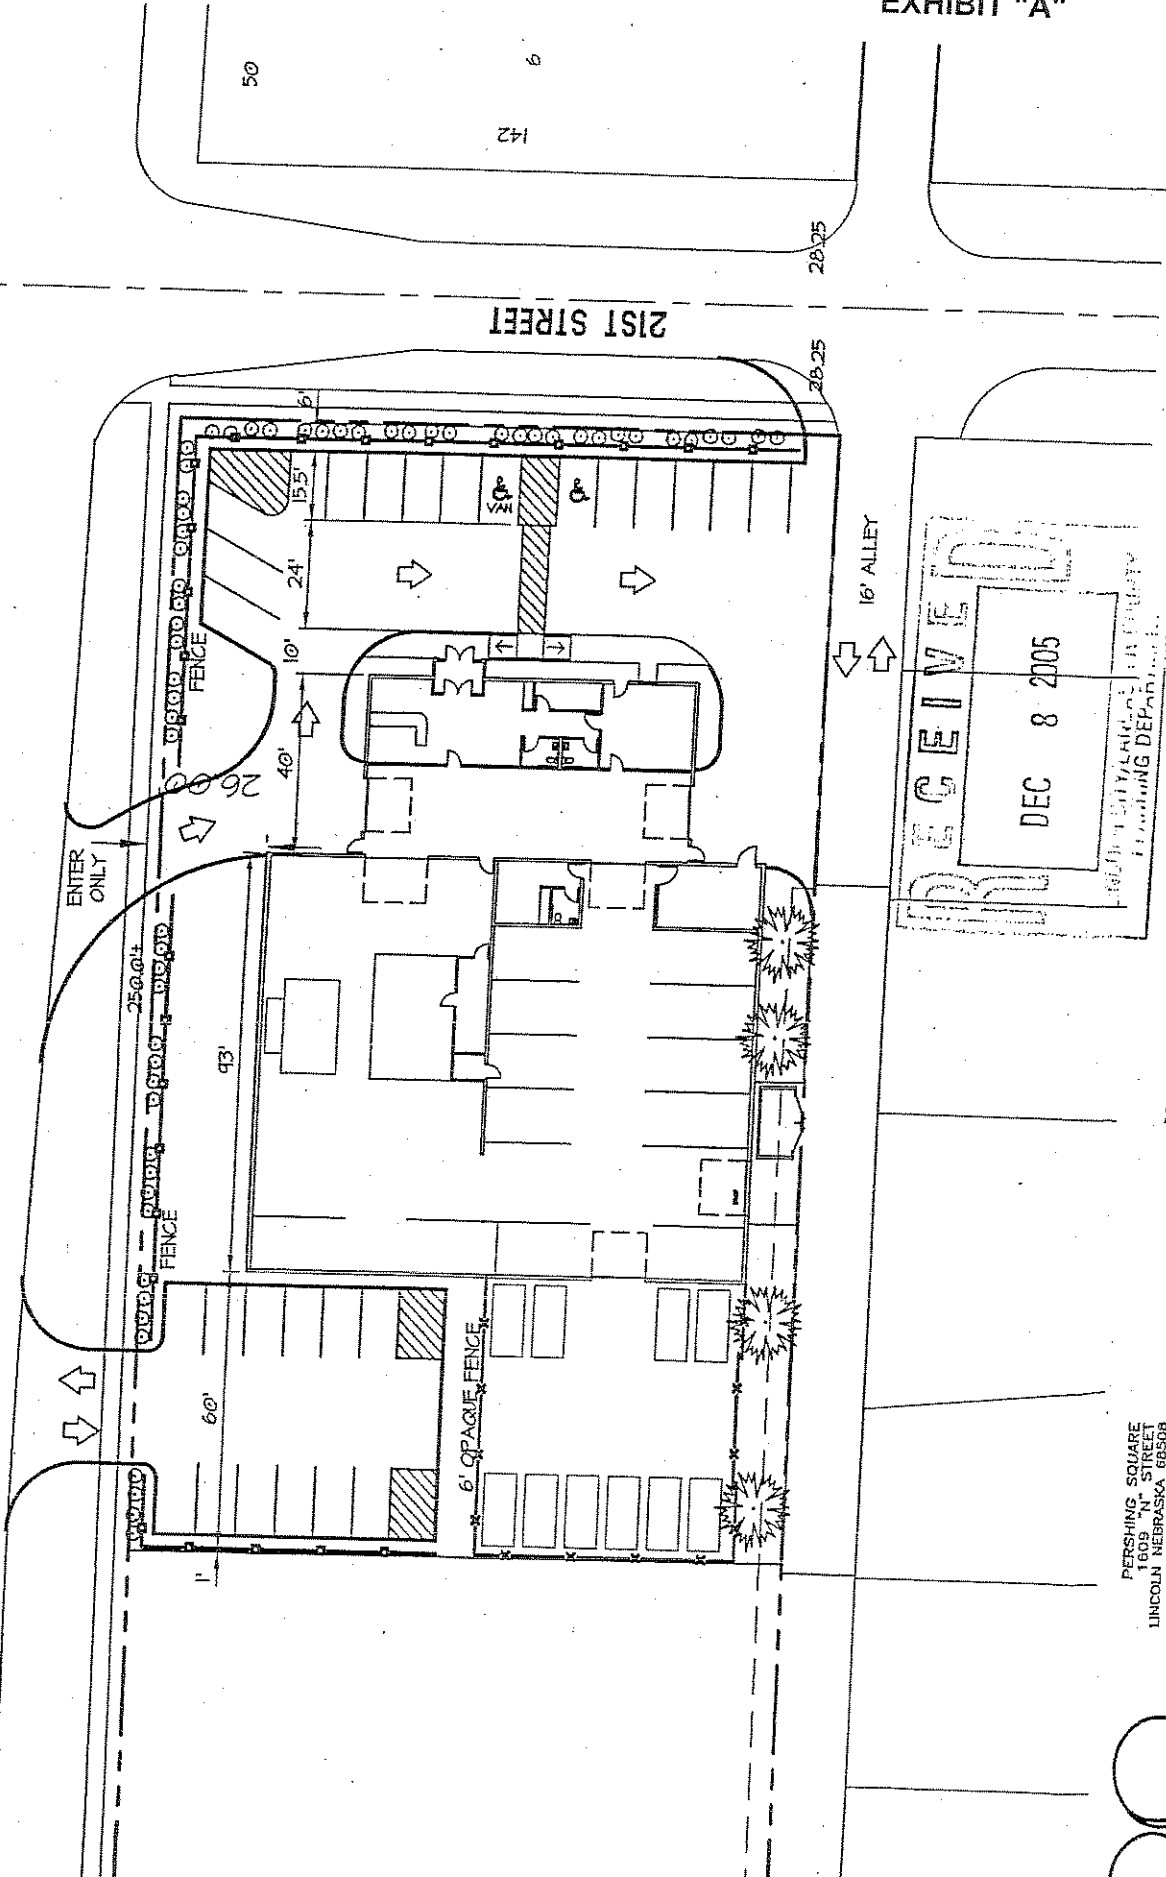 EXHIBIT "A"
50
6
142
28.25
21ST STREET
28.25
6'
15.5'
VAN
24'
16' ALLEY
FENCE
10'
40'
26
ENTER
ONLY
250.0'±
93'
FENCE
60'
6' OPAQUE FENCE
1'
RECEIVED
DEC 8 2005
PERSHING SQUARE
1609 "N" STREET
LINCOLN NEBRASKA 68508